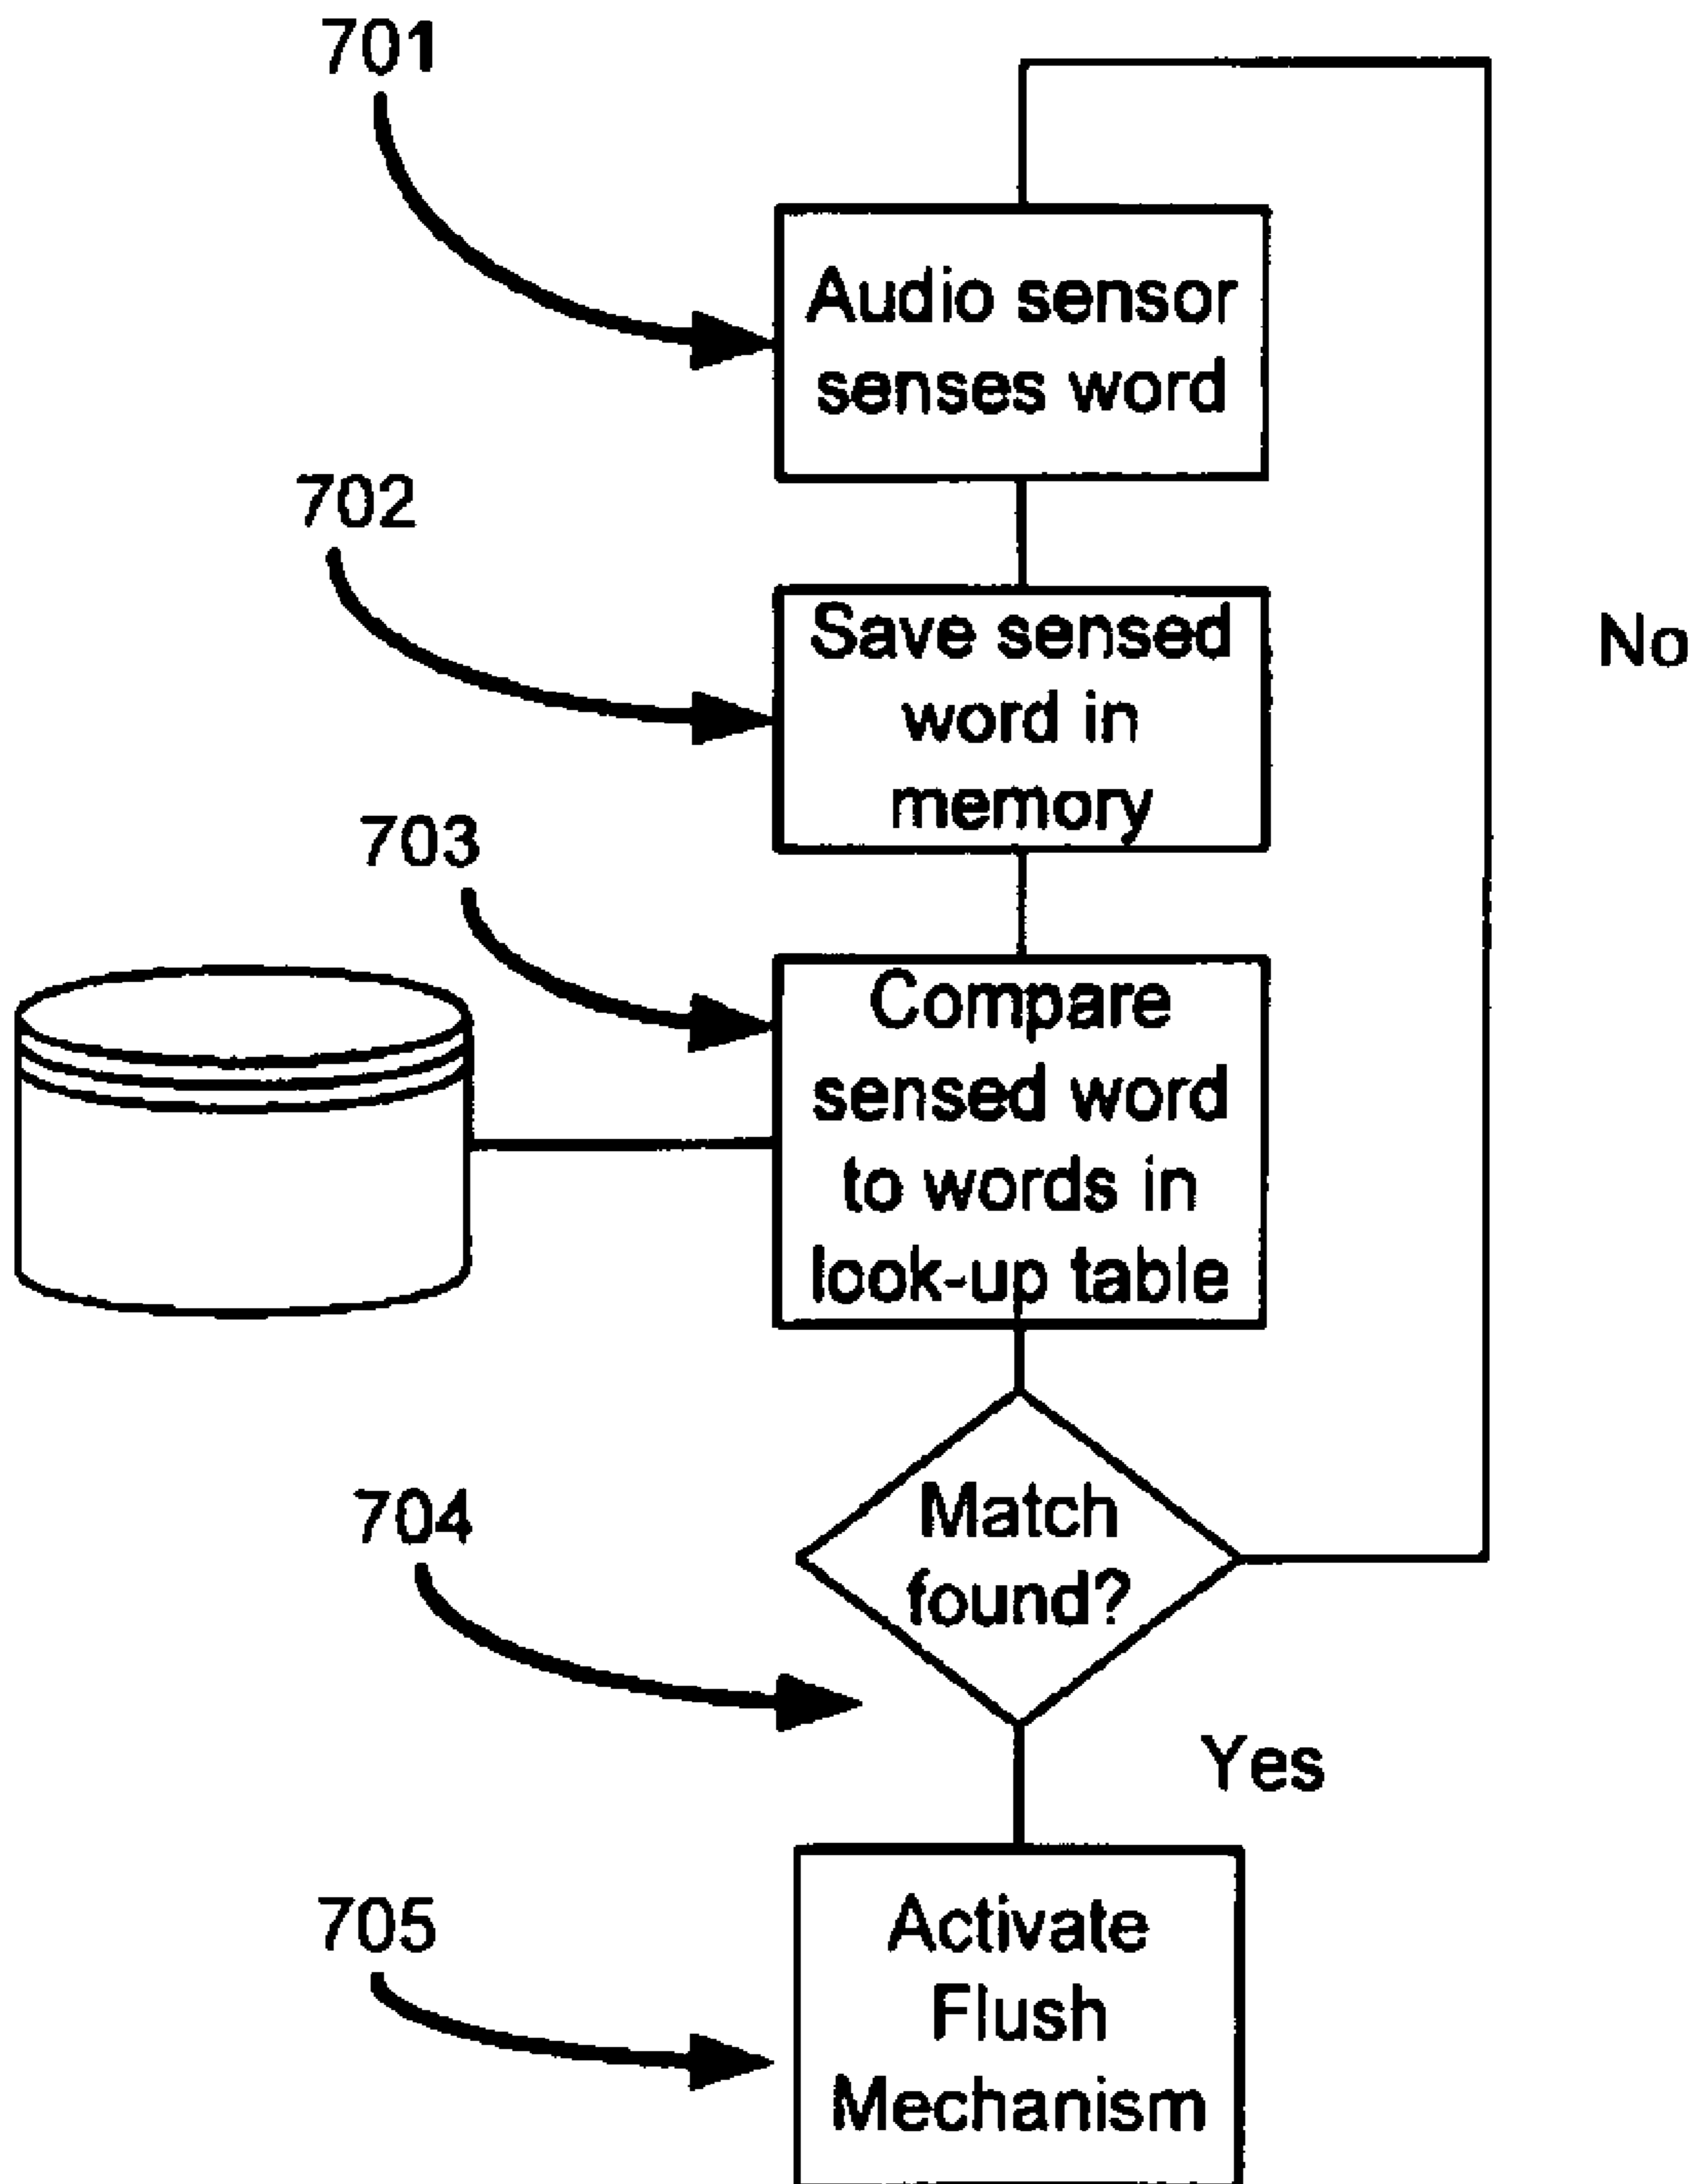 701
Audio sensor
senses word
702
Save sensed
word in
memory
No
703
Compare
sensed word
to words in
look-up table
704
Match
found?
Yes
705
Activate
Flush
Mechanism